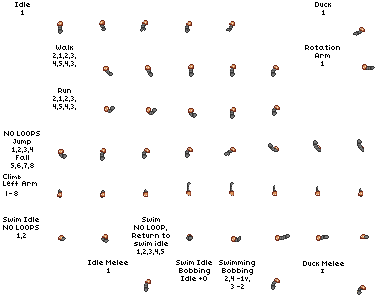 Idle
1
Duck
1
Walk
2,1,2,3,
4,5,4,3,
Rotation
Arm
1
Run
2,1,2,3,
4,5,4,3,
NO LOOPS
Jump
1,2,3,4
Fall
5,6,7,8
Climb
Left Arm
1-8
Swim Idle
NO LOOPS
1,2
Swim
NO LOOP,
Return to
swim idle
1,2,3,4,5
Idle Melee
1
Swim Idle
Bobbing
Idle +0
Swimming
Bobbing
2,4 -1v,
3 -2
Duck Melee
1